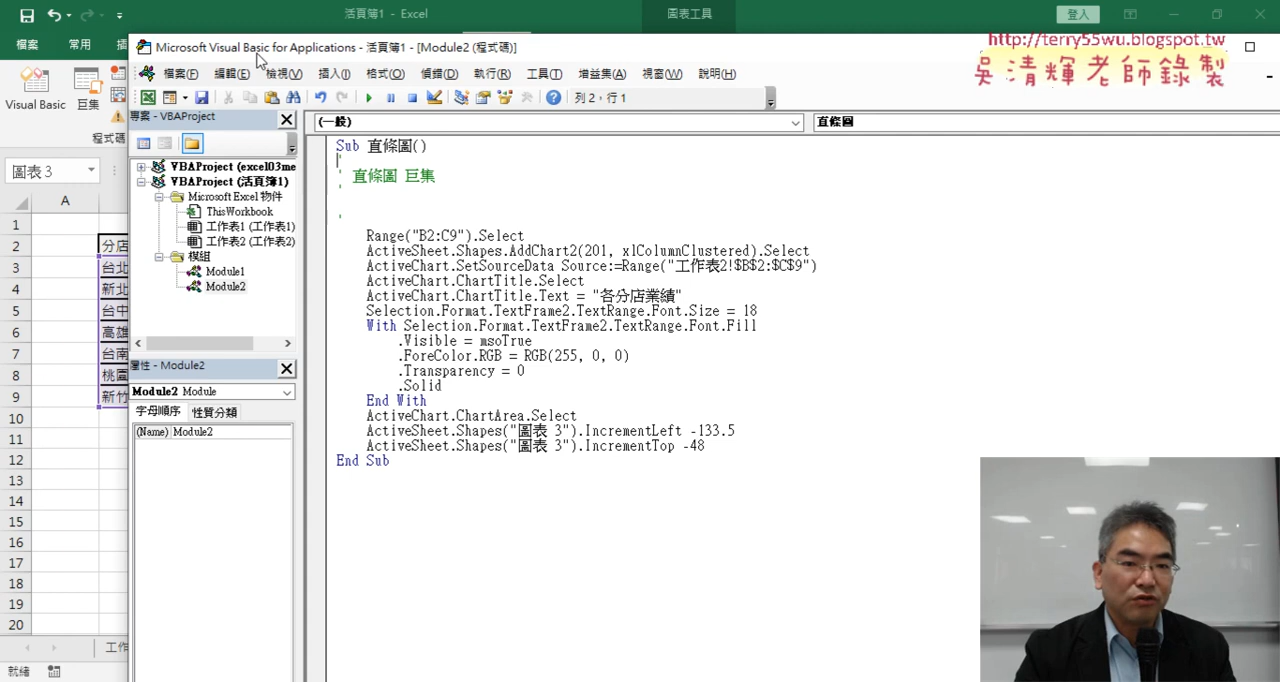 活頁簿1 - Excel
圖表工具
登入
檔案
常用
插
Visual Basic
巨集
程式碼
圖表 3
A
1
2 分店
3 台北
4 新北
5 台中
6 高雄
7 台南
8 桃園
9 新竹
10
11
12
13
14
15
16
17
18
19
20
工作
就緒
http://terry55wu.blogspot.tw
吳清輝老師錄製
Microsoft Visual Basic for Applications - 活頁簿1 - [Module2 (程式碼)]
檔案(F) 編輯(E) 檢視(V) 插入(I) 格式(O) 偵錯(D) 執行(R) 工具(T) 增益集(A) 視窗(W) 說明(H)
列 2，行 1
專案 - VBAProject
VBAProject (excel03me
VBAProject (活頁簿1)
Microsoft Excel 物件
ThisWorkbook
工作表1 (工作表1)
工作表2 (工作表2)
模組
Module1
Module2
屬性 - Module2
Module2 Module
字母順序 性質分類
(Name) Module2
(一般)
直條圖
Sub 直條圖()
'
' 直條圖 巨集
'
'
Range("B2:C9").Select
ActiveSheet.Shapes.AddChart2(201, xlColumnClustered).Select
ActiveChart.SetSourceData Source:=Range("工作表2!$B$2:$C$9")
ActiveChart.ChartTitle.Select
ActiveChart.ChartTitle.Text = "各分店業績"
Selection.Format.TextFrame2.TextRange.Font.Size = 18
With Selection.Format.TextFrame2.TextRange.Font.Fill
.Visible = msoTrue
.ForeColor.RGB = RGB(255, 0, 0)
.Transparency = 0
.Solid
End With
ActiveChart.ChartArea.Select
ActiveSheet.Shapes("圖表 3").IncrementLeft -133.5
ActiveSheet.Shapes("圖表 3").IncrementTop -48
End Sub